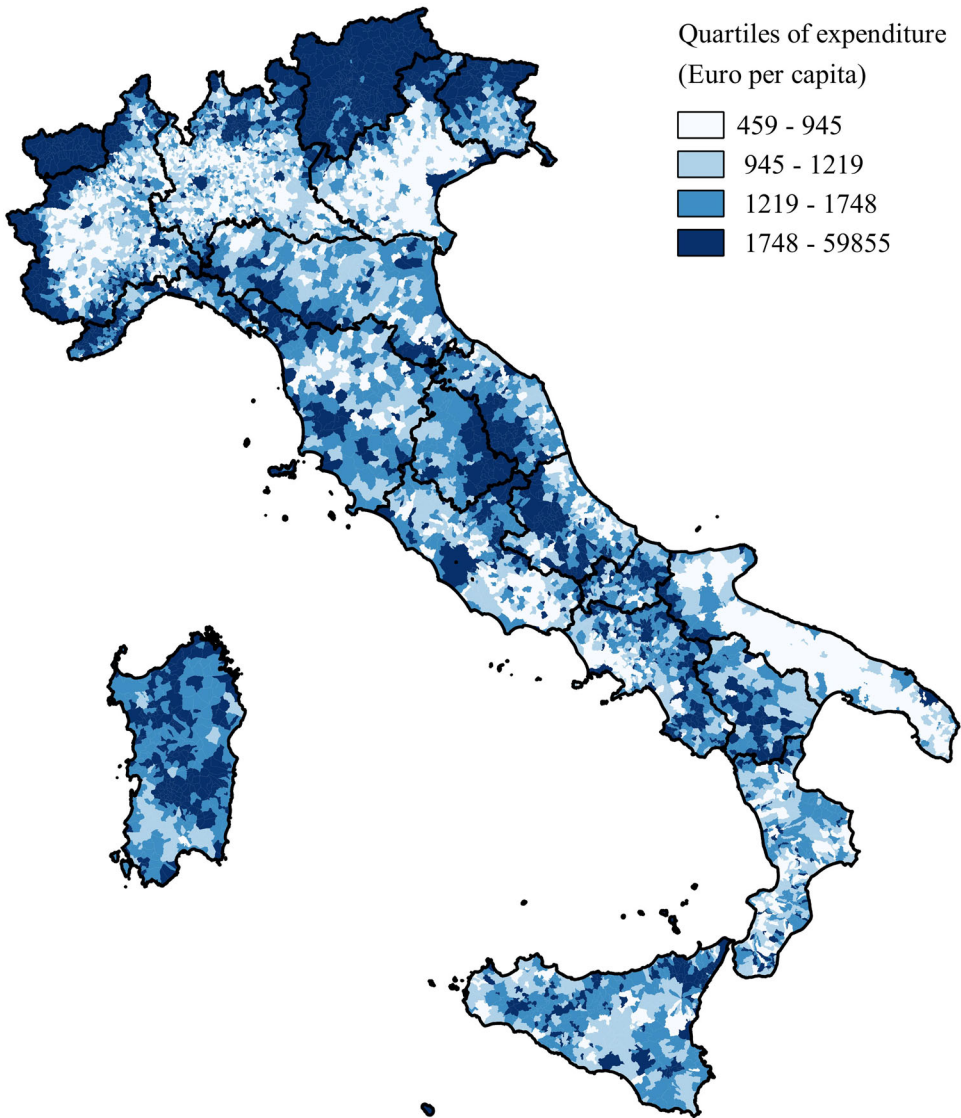 Quartiles of expenditure
(Euro per capita)
459 - 945
945 - 1219
1219 - 1748
1748 - 59855